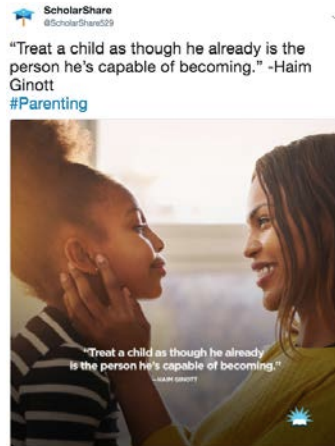 ScholarShare
@ScholarShare529
“Treat a child as though he already is the
person he’s capable of becoming.” -Haim
Ginott
#Parenting
“Treat a child as though he already
is the person he’s capable of becoming.”
–HAIM GINOTT